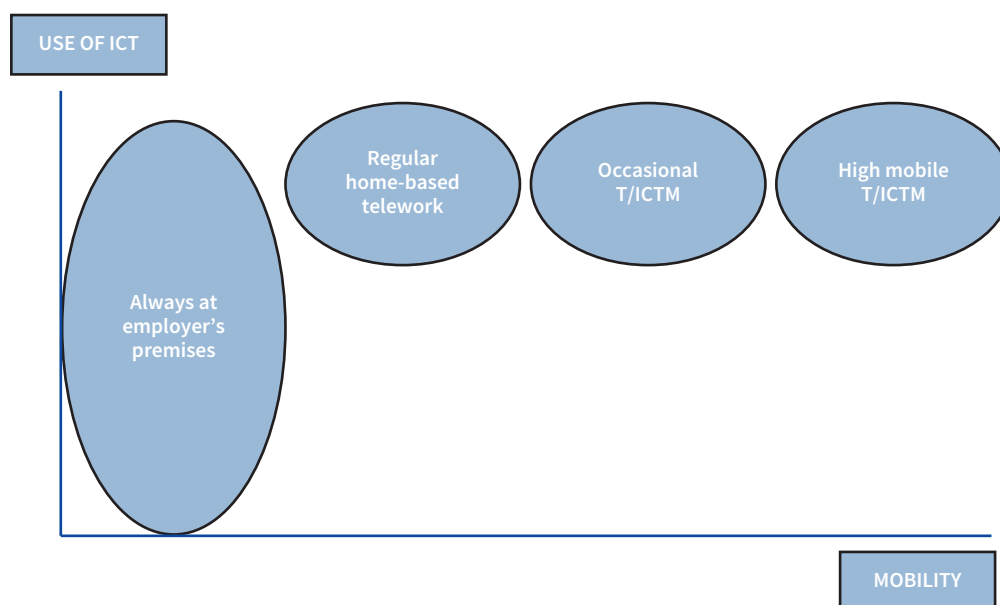 USE OF ICT
Regular
home-based
telework
Occasional
T/ICTM
High mobile
T/ICTM
Always at
employer’s
premises
MOBILITY